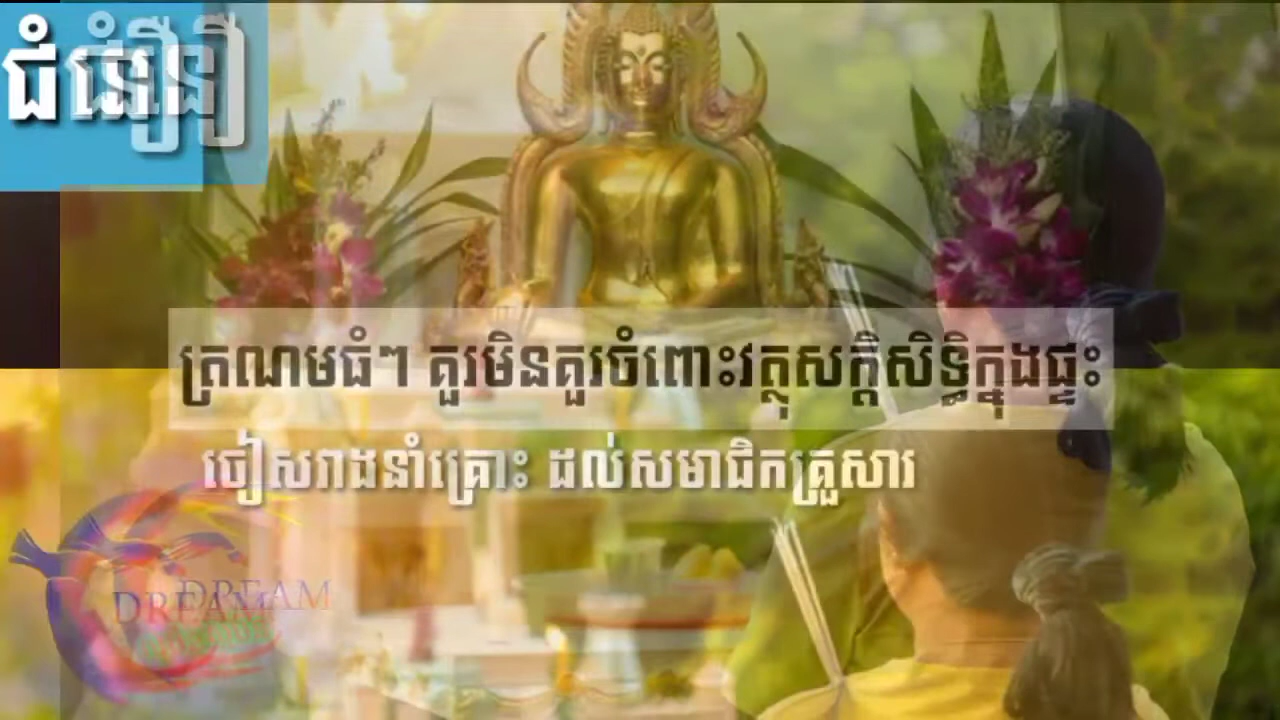 ជំនឿ
ត្រណមធំៗ គួរមិនគួរចំពោះវត្ថុសក្តិសិទ្ធិក្នុងផ្ទះ
ចៀសវាងនាំគ្រោះ ដល់សមាជិកគ្រួសារ
DREAM
DREAM